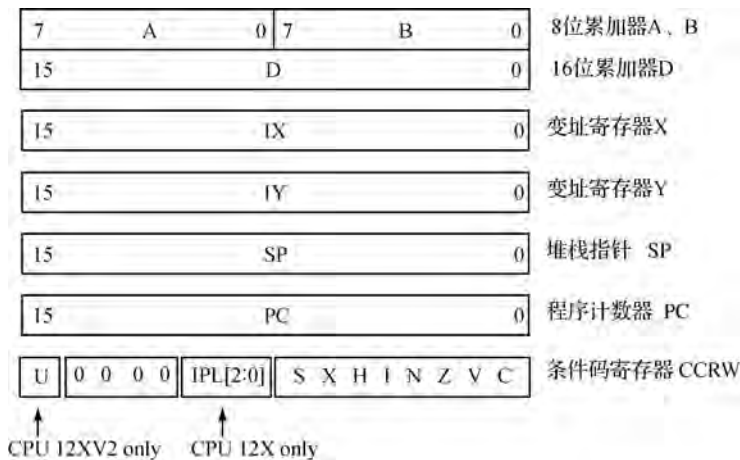 7 A 0 7 B 0 8位累加器A、B
15 D 0 16位累加器D
15 IX 0 变址寄存器X
15 IY 0 变址寄存器Y
15 SP 0 堆栈指针 SP
15 PC 0 程序计数器 PC
U 0 0 0 0 IPL[2:0] S X H I N Z V C 条件码寄存器 CCRW
CPU 12XV2 only CPU 12X only